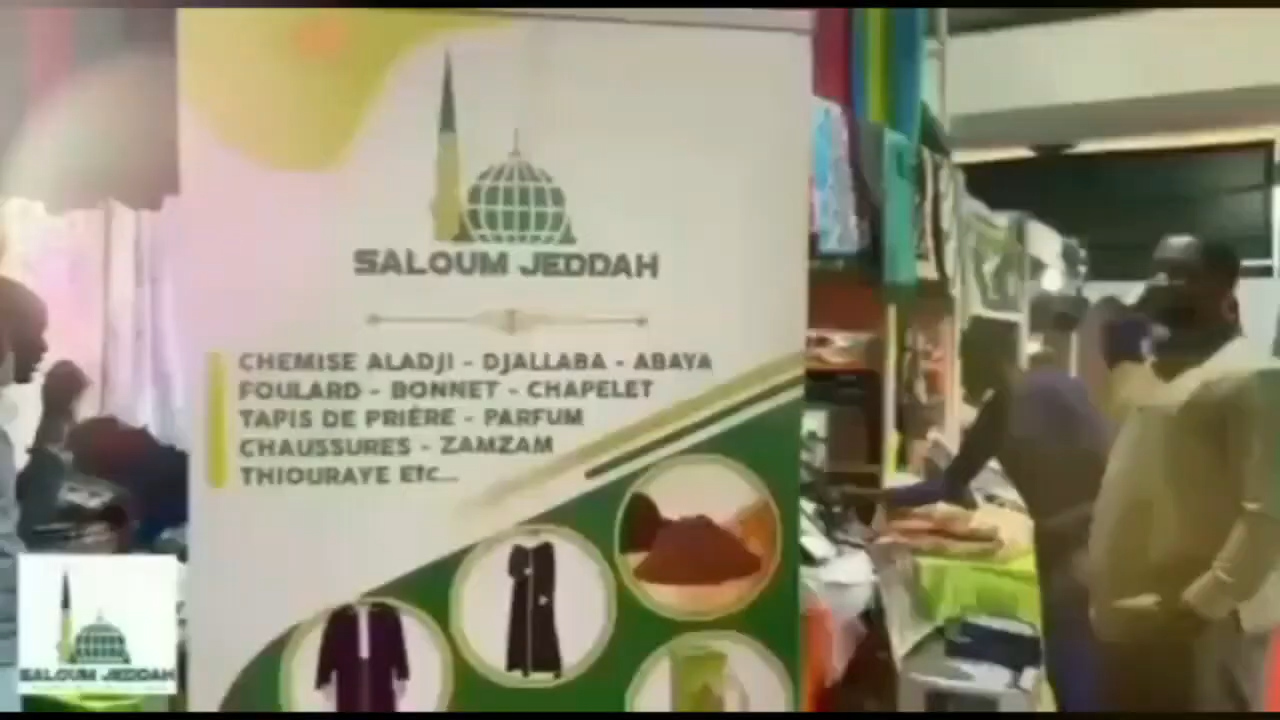 SALOUM JEDDAH
CHEMISE ALADJI - DJALLABA - ABAYA
FOULARD - BONNET - CHAPELET
TAPIS DE PRIÈRE - PARFUM
CHAUSSURES - ZAMZAM
THIOURAYE Etc...
SALOUM JEDDAH